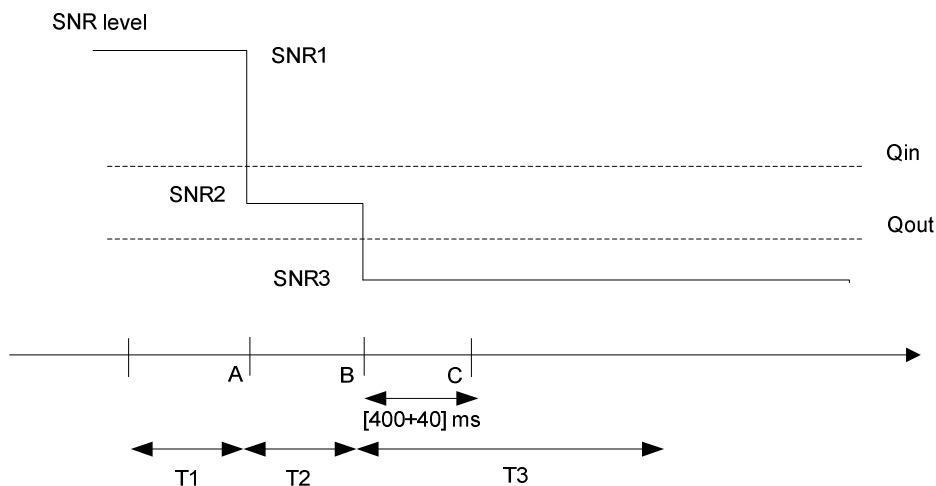 SNR level
SNR1
Qin
SNR2
Qout
SNR3
A
B
C
[400+40] ms
T1
T2
T3